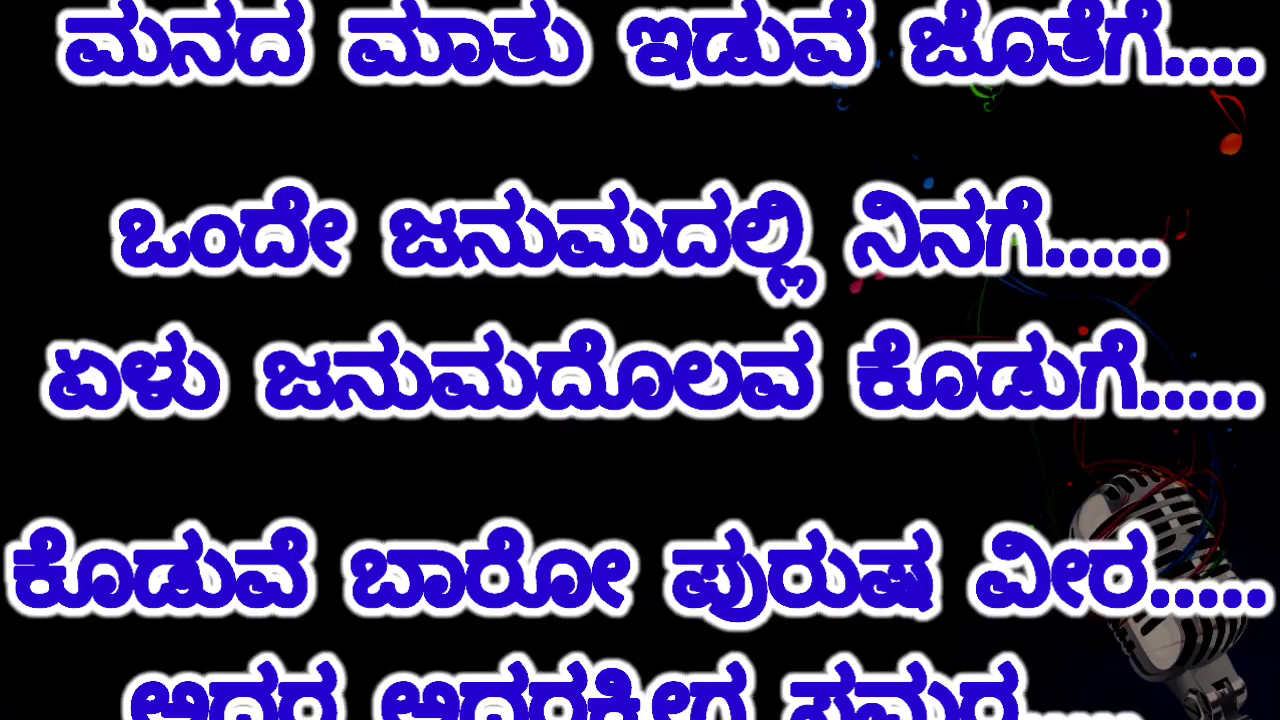 ಮನದ ಮಾತು ಇಡುವೆ ಜೊತೆಗೆ....
ಒಂದೇ ಜನುಮದಲ್ಲಿ ನಿನಗೆ.....
ಏಳು ಜನುಮದೊಲವ ಕೊಡುಗೆ.....
ಕೊಡುವೆ ಬಾರೋ ಪುರುಷ ವೀರ.....